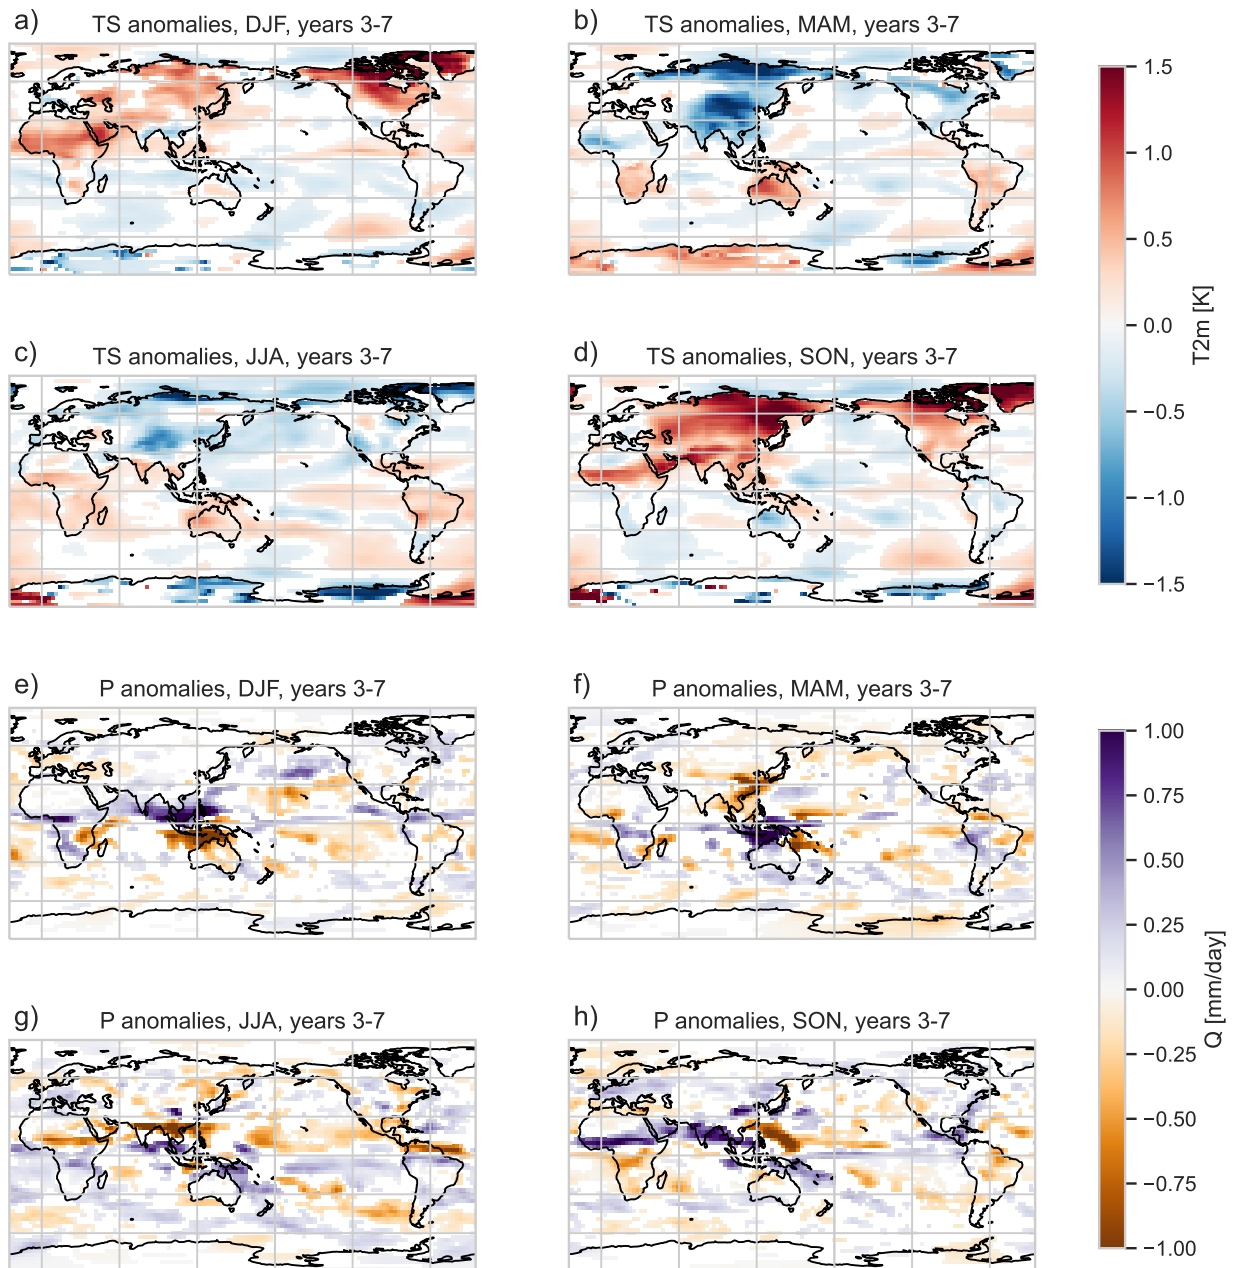 a) TS anomalies, DJF, years 3-7
b) TS anomalies, MAM, years 3-7
c) TS anomalies, JJA, years 3-7
d) TS anomalies, SON, years 3-7
1.5
1.0
0.5
0.0
−0.5
−1.0
−1.5
T2m [K]
e) P anomalies, DJF, years 3-7
f) P anomalies, MAM, years 3-7
g) P anomalies, JJA, years 3-7
h) P anomalies, SON, years 3-7
1.00
0.75
0.50
0.25
0.00
−0.25
−0.50
−0.75
−1.00
Q [mm/day]